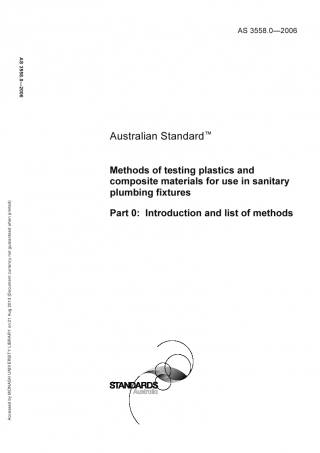 AS 3558.0—2006
AS 3558.0—2006
Australian Standard™
Methods of testing plastics and
composite materials for use in sanitary
plumbing fixtures
Part 0: Introduction and list of methods
Accessed by MONASH UNIVERSITY LIBRARY on 21 Aug 2013 (Document currency not guaranteed when printed)
STANDARDS
Australia